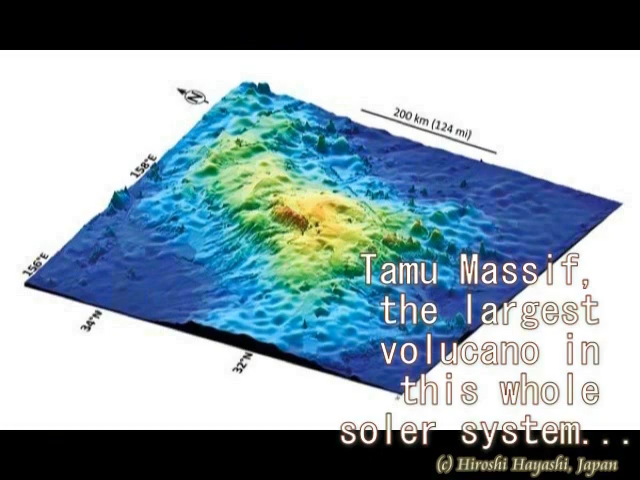 N
200 km (124 mi)
158°E
156°E
34°N
32°N
Tamu Massif,
the largest
volucano in
this whole
soler system...
(c) Hiroshi Hayashi, Japan